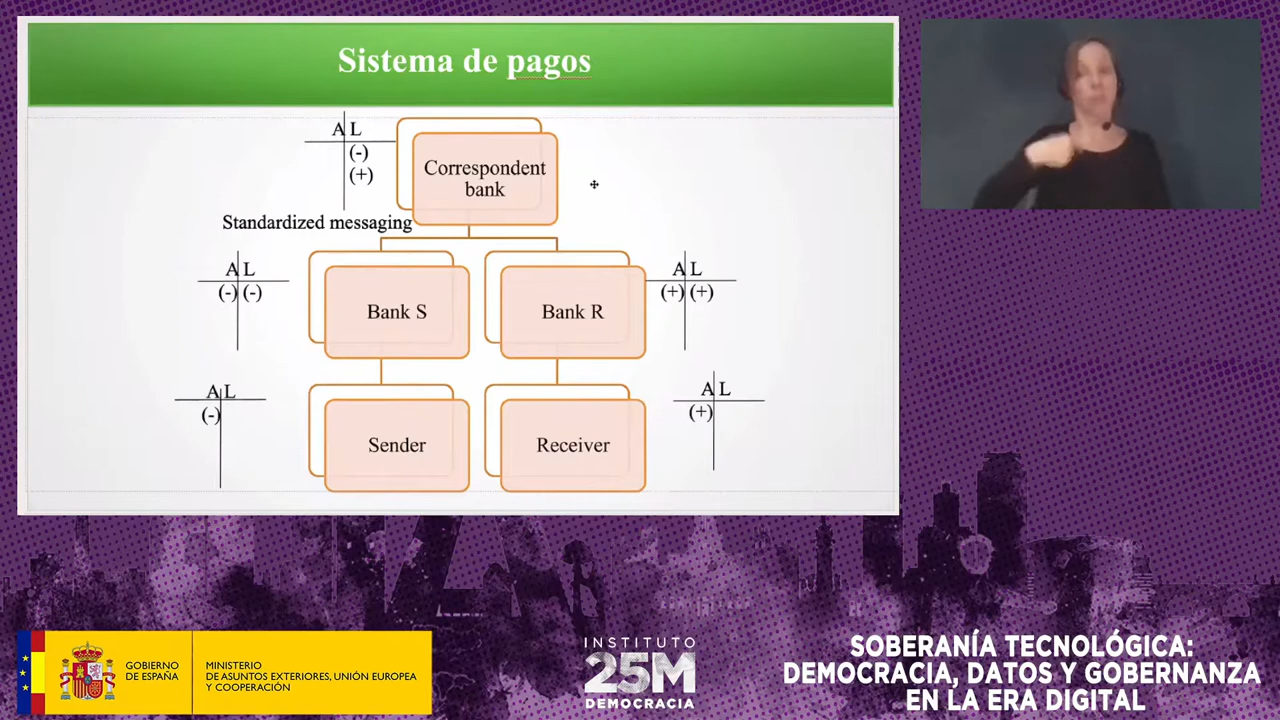 Sistema de pagos
A L
(-)
(+)
Correspondent
bank
Standardized messaging
A L
(-) (-)
Bank S
Bank R
A L
(+) (+)
A L
(-)
Sender
Receiver
A L
(+)
GOBIERNO
DE ESPAÑA
MINISTERIO
DE ASUNTOS EXTERIORES, UNIÓN EUROPEA
Y COOPERACIÓN
INSTITUTO
25M
DEMOCRACIA
SOBERANÍA TECNOLÓGICA:
DEMOCRACIA, DATOS Y GOBERNANZA
EN LA ERA DIGITAL